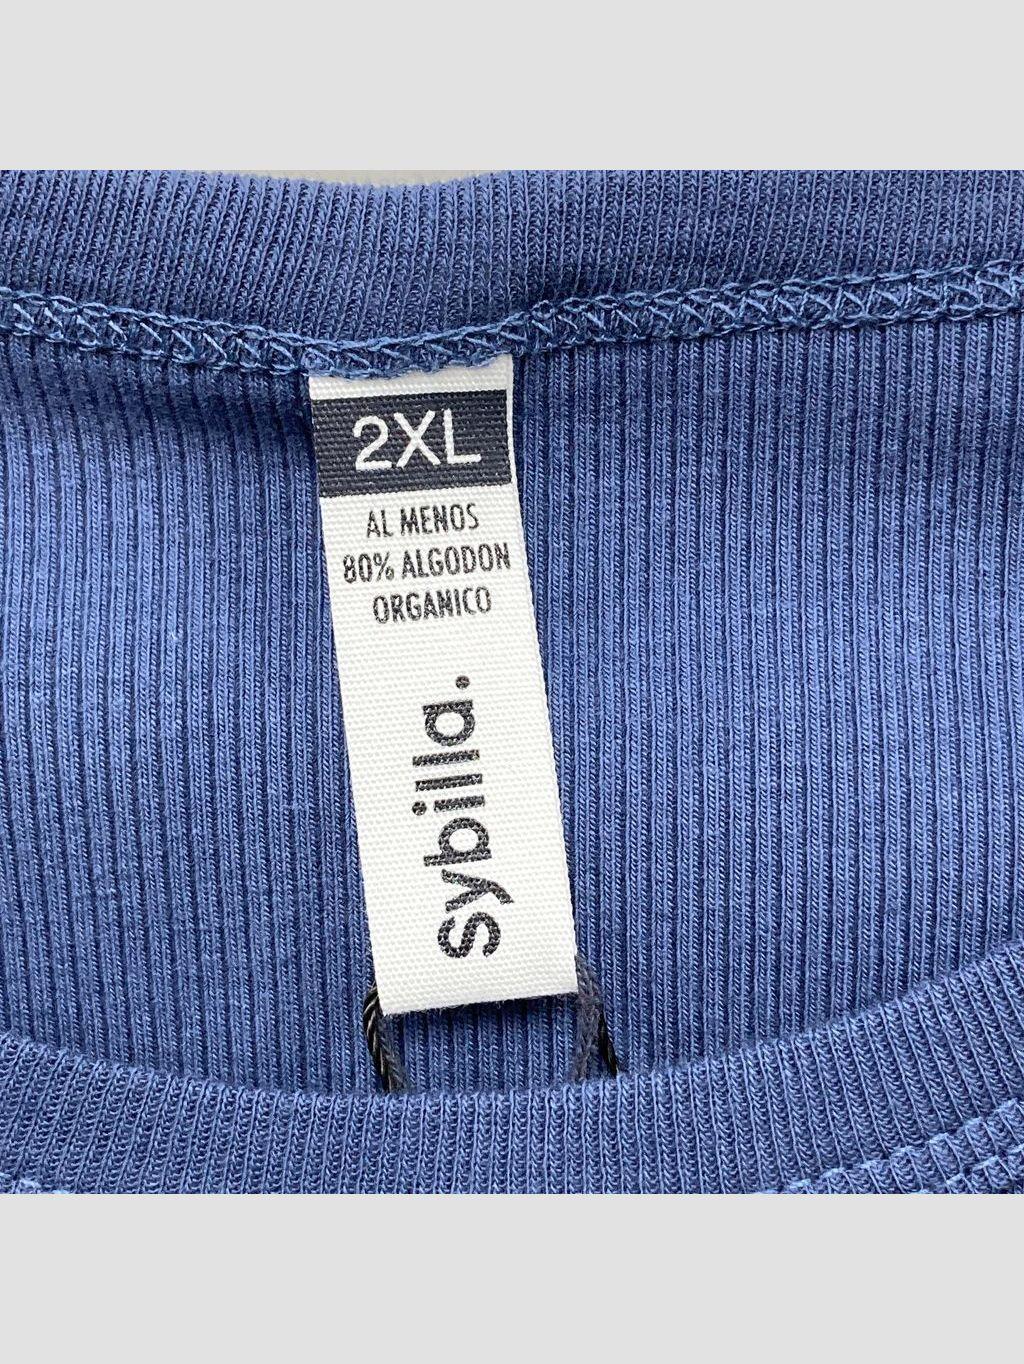 2XL
AL MENOS
80% ALGODON
ORGANICO
sybilla.